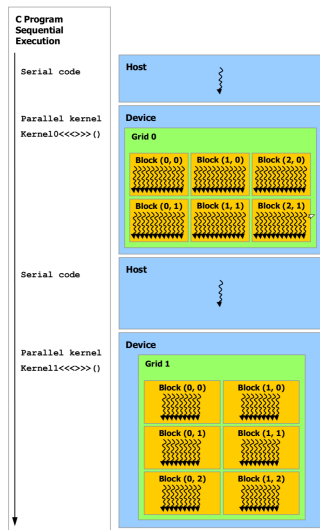 C Program
Sequential
Execution
Serial code
Host
Parallel kernel
Kernel0<<<>>>()
Device
Grid 0
Block (0, 0) Block (1, 0) Block (2, 0)
Block (0, 1) Block (1, 1) Block (2, 1)
Serial code
Host
Parallel kernel
Kernel1<<<>>>()
Device
Grid 1
Block (0, 0) Block (1, 0)
Block (0, 1) Block (1, 1)
Block (0, 2) Block (1, 2)